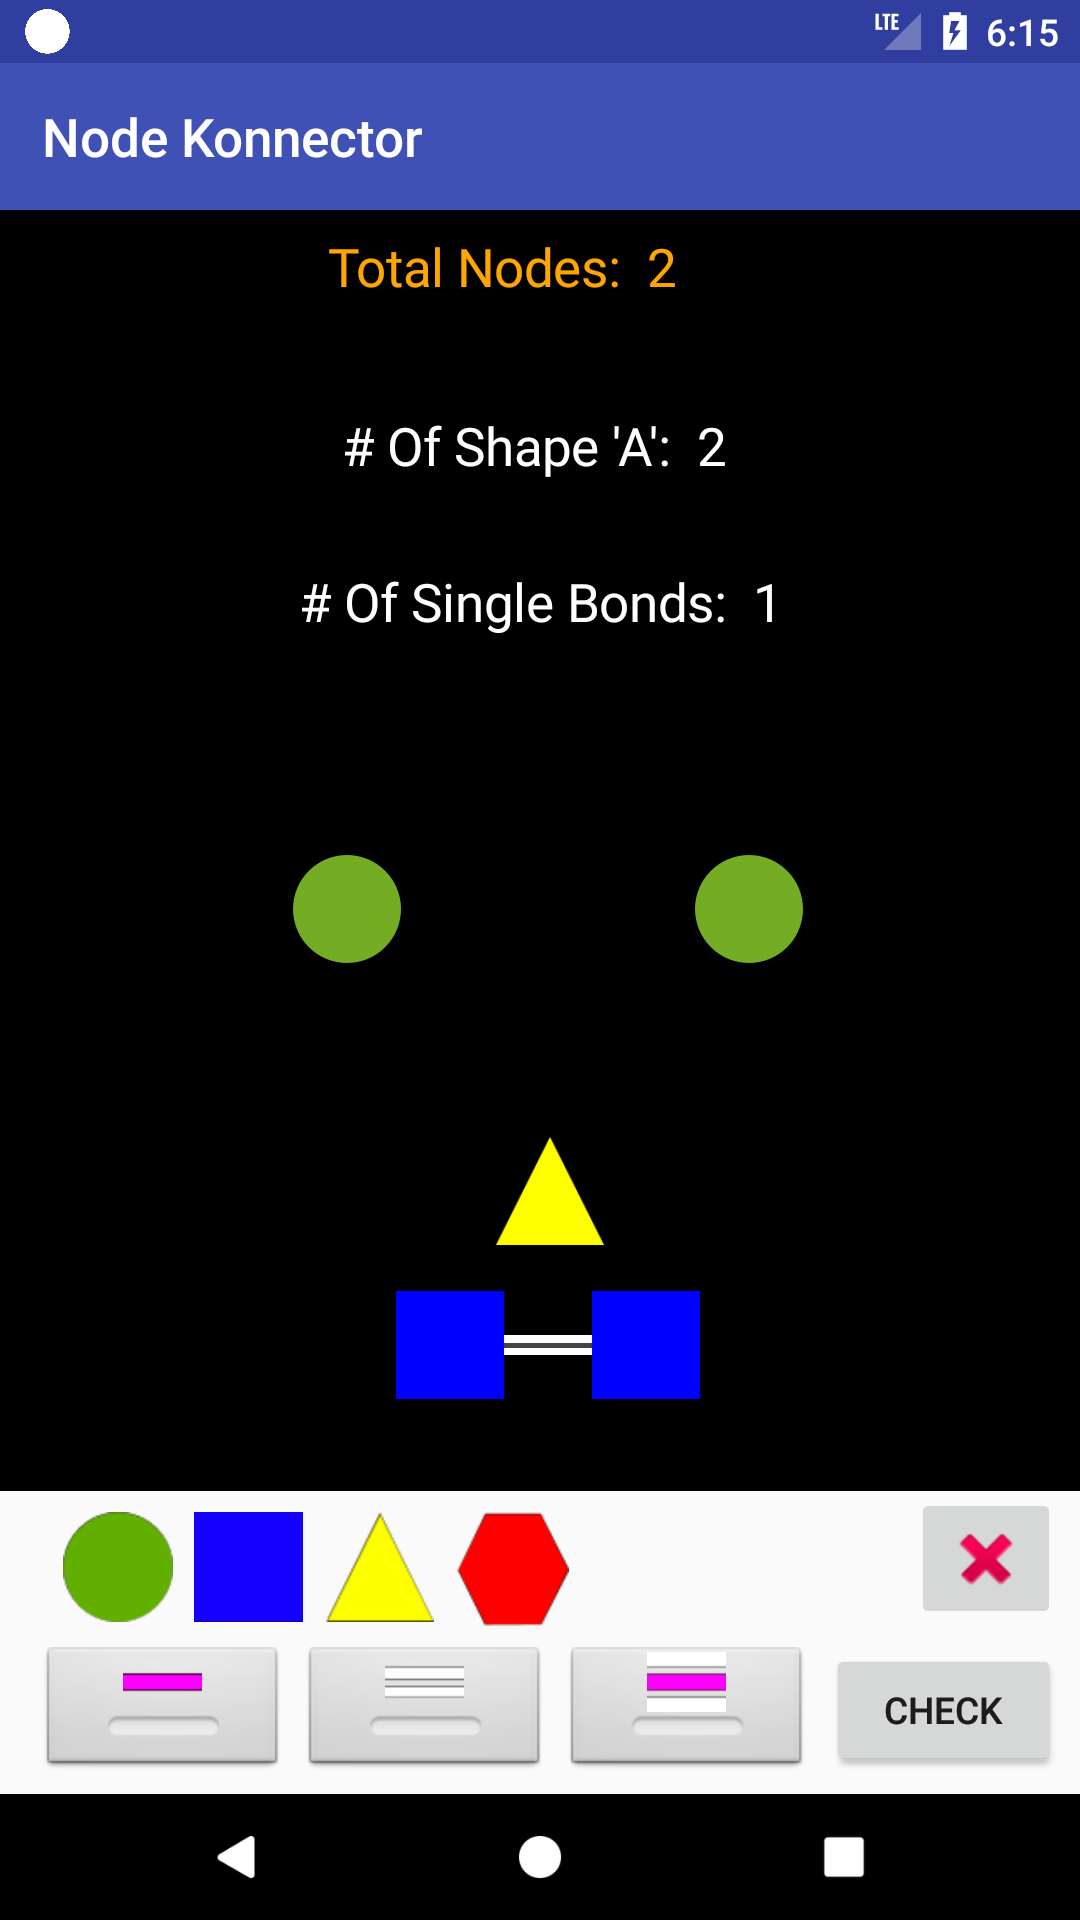 LTE 6:15
Node Konnector
Total Nodes: 2
# Of Shape 'A': 2
# Of Single Bonds: 1
CHECK